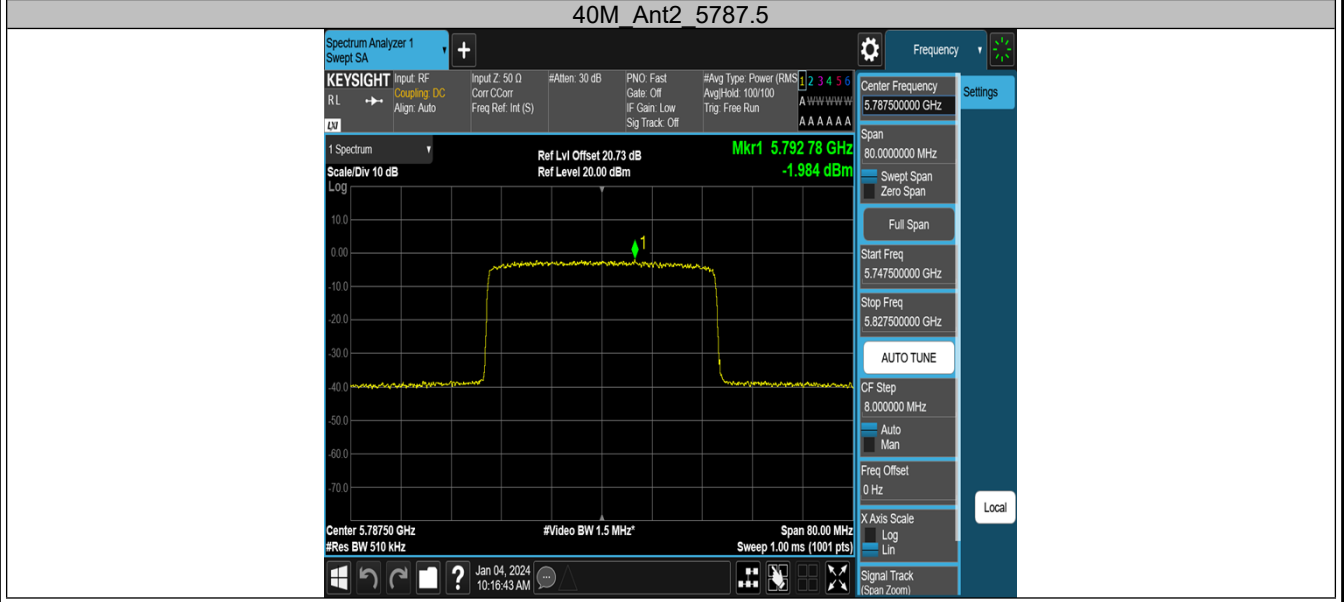 40M_Ant2_5787.5
Spectrum Analyzer 1
Swept SA
Frequency
KEYSIGHT
RL
LXI
Input: RF
Coupling: DC
Align: Auto
Input Z: 50 Ω
Corr CCorr
Freq Ref: Int (S)
#Atten: 30 dB
PNO: Fast
Gate: Off
IF Gain: Low
Sig Track: Off
#Avg Type: Power (RMS
Avg|Hold: 100/100
Trig: Free Run
1 2 3 4 5 6
A W W W W W
A A A A A A
1 Spectrum
Scale/Div 10 dB
Log
Ref Lvl Offset 20.73 dB
Ref Level 20.00 dBm
Mkr1 5.792 78 GHz
-1.984 dBm
10.0
0.00
-10.0
-20.0
-30.0
-40.0
-50.0
-60.0
-70.0
1
Center 5.78750 GHz
#Res BW 510 kHz
#Video BW 1.5 MHz*
Span 80.00 MHz
Sweep 1.00 ms (1001 pts)
Jan 04, 2024
10:16:43 AM
?
Center Frequency
5.787500000 GHz
Settings
Span
80.0000000 MHz
Swept Span
Zero Span
Full Span
Start Freq
5.747500000 GHz
Stop Freq
5.827500000 GHz
AUTO TUNE
CF Step
8.000000 MHz
Auto
Man
Freq Offset
0 Hz
X Axis Scale
Log
Lin
Local
Signal Track
(Span Zoom)